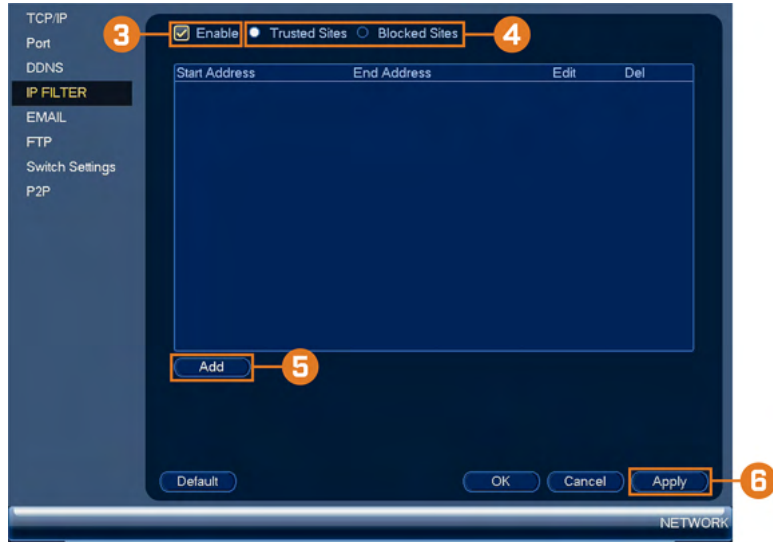 TCP/IP
Port
DDNS
IP FILTER
EMAIL
FTP
Switch Settings
P2P
3
Enable
Trusted Sites
Blocked Sites
4
Start Address End Address Edit Del
Add
5
Default
OK
Cancel
Apply
6
NETWORK